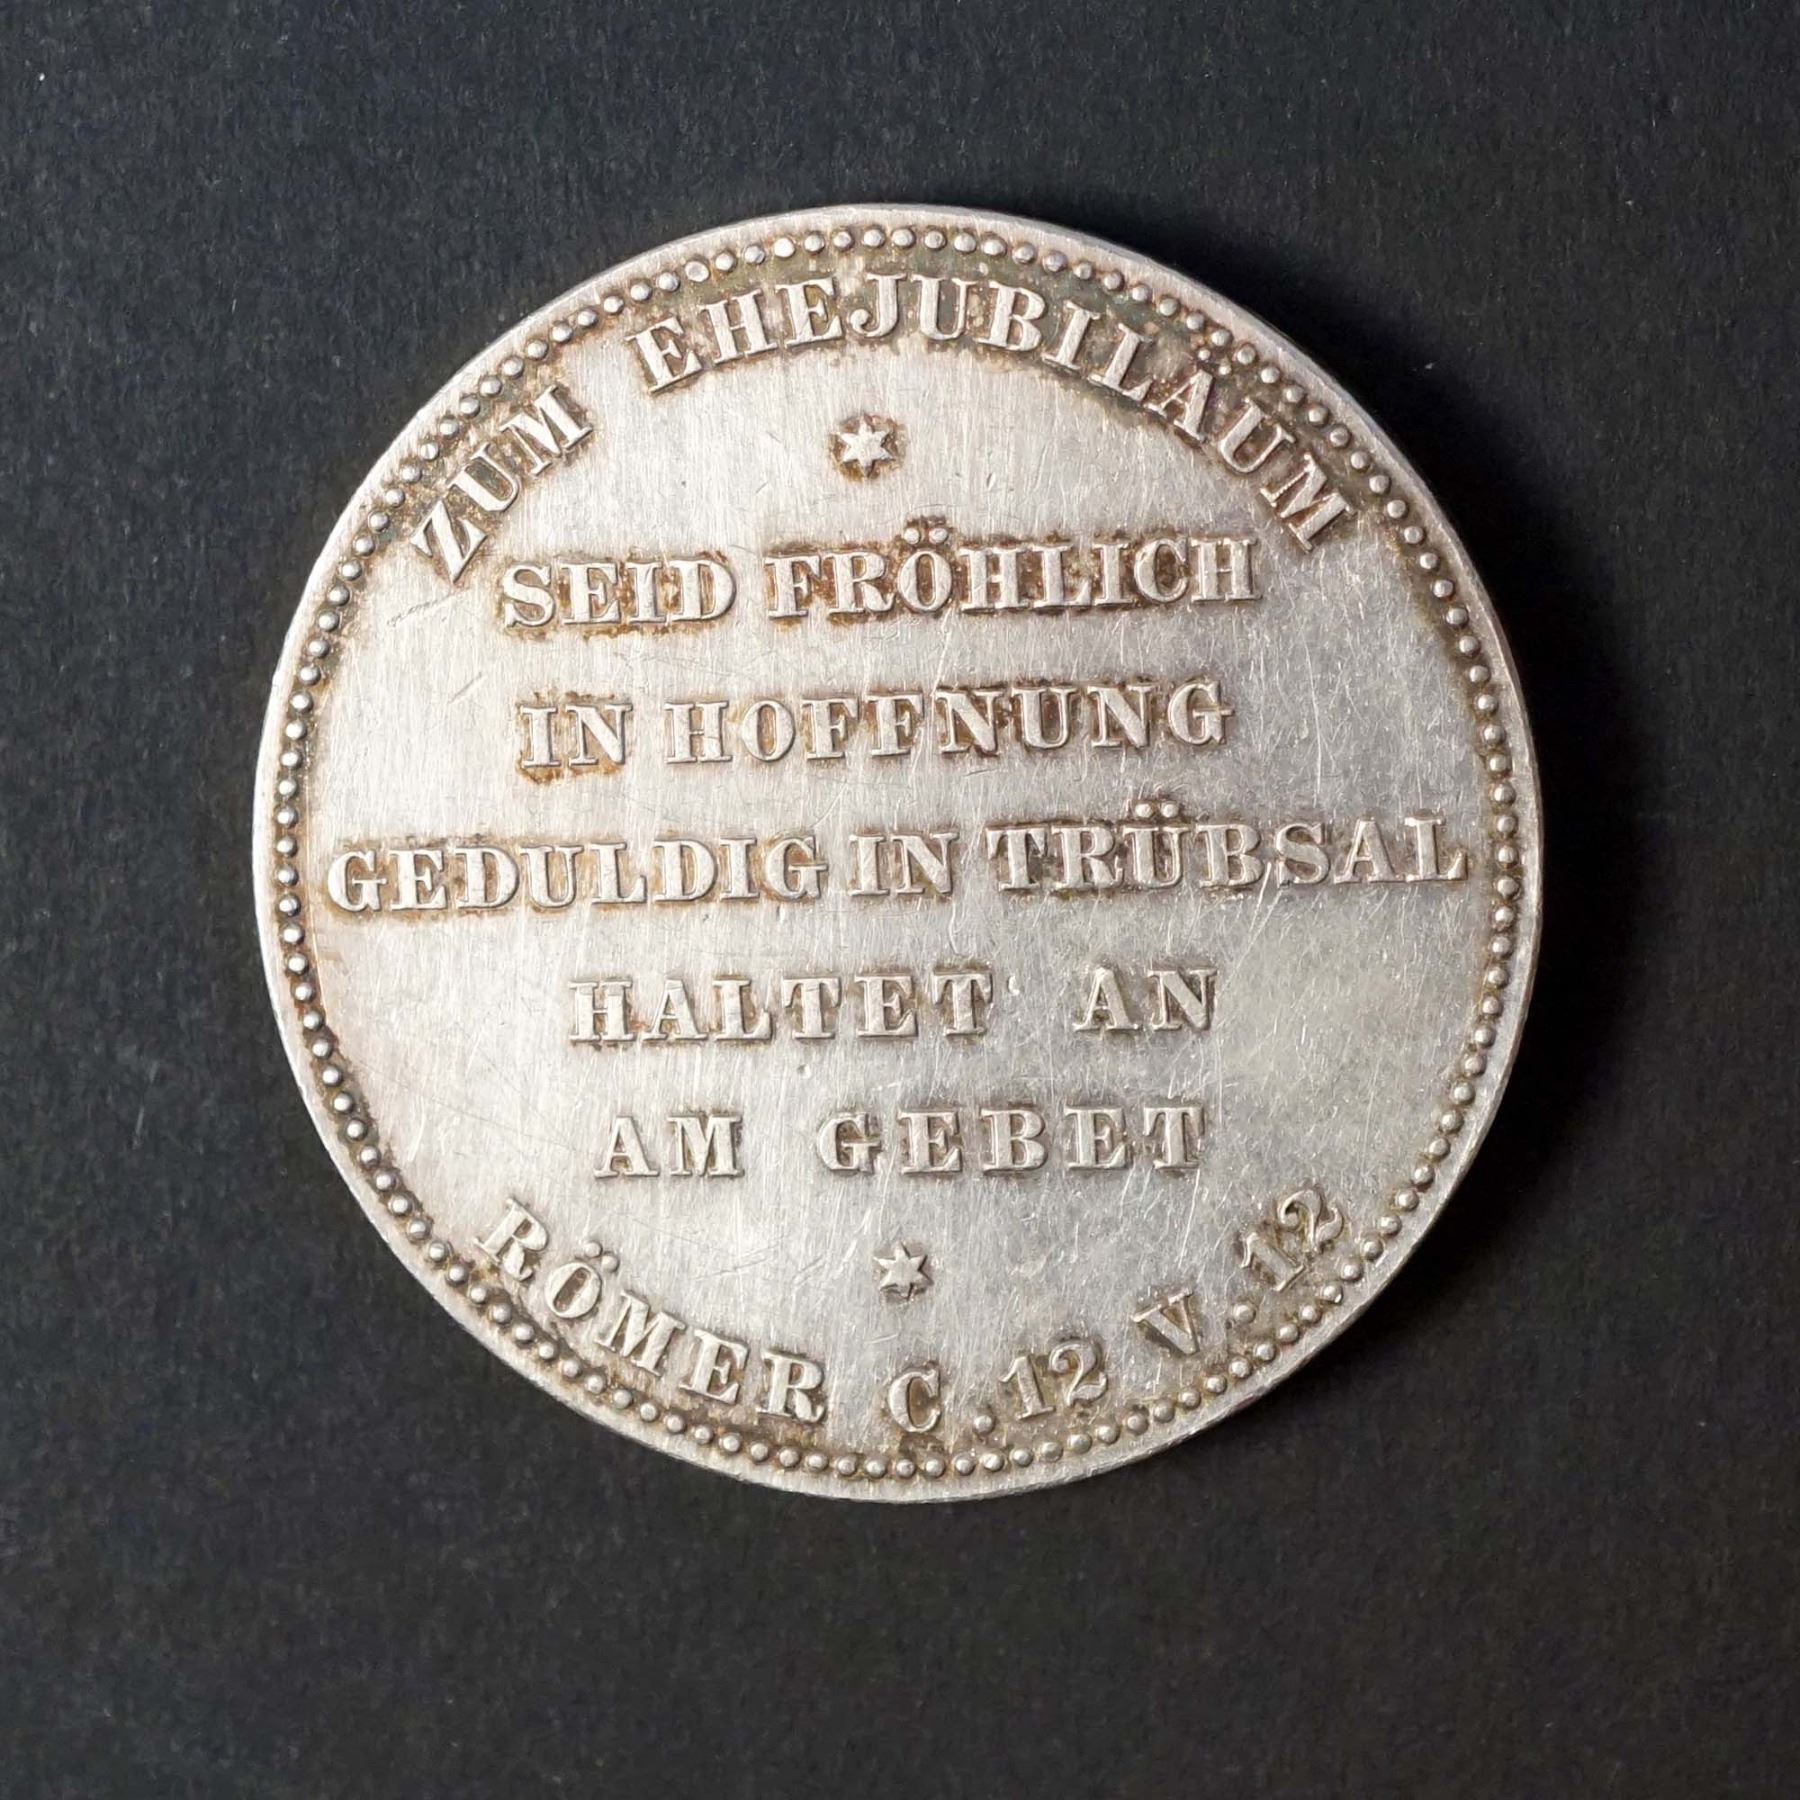 ZUM EHEJUBILÄUM
SEID FRÖHLICH
IN HOFFNUNG
GEDULDIG IN TRÜBSAL
HALTET AN
AM GEBET
RÖMER C. 12 V. 12